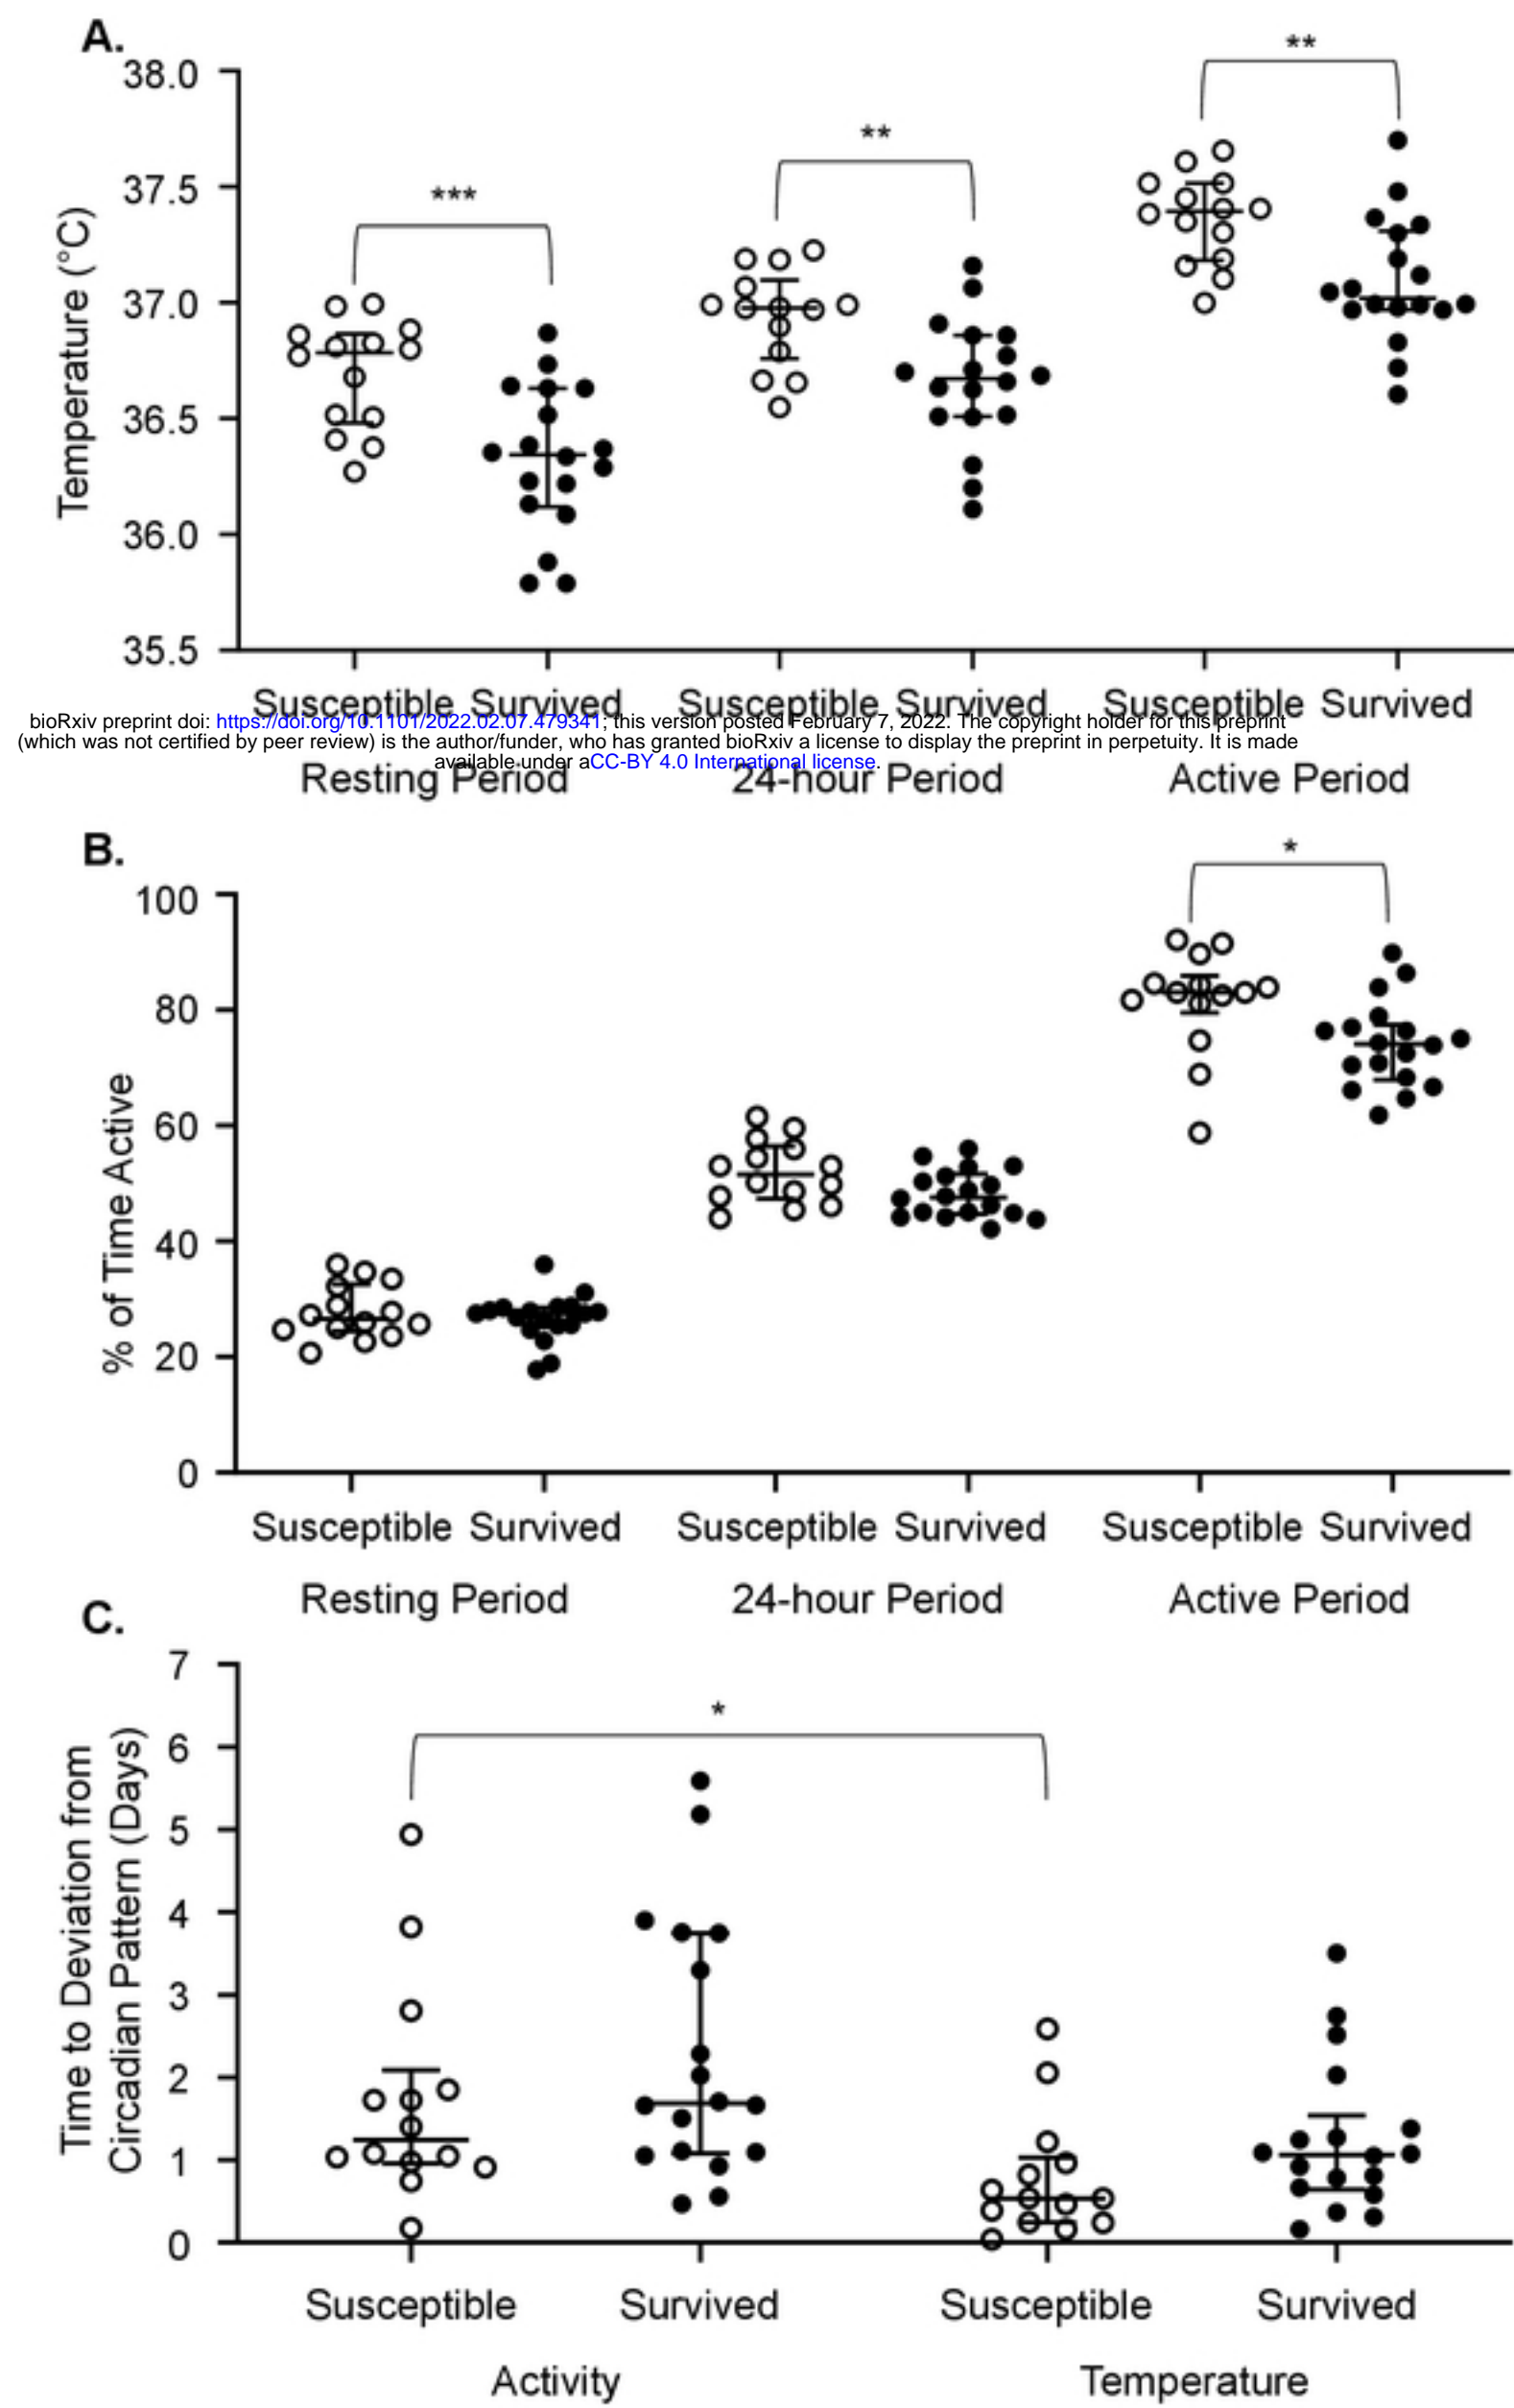 A.
**
38.0
**
37.5
***
37.0
36.5
36.0
35.5
Temperature (°C)
Susceptible Survived Susceptible Survived Susceptible Survived
bioRxiv preprint doi: https://doi.org/10.1101/2022.02.07.479341; this version posted February 7, 2022. The copyright holder for this preprint
(which was not certified by peer review) is the author/funder, who has granted bioRxiv a license to display the preprint in perpetuity. It is made
available under aCC-BY 4.0 International license.
Resting Period 24-hour Period Active Period
B.
*
100
80
60
40
20
0
% of Time Active
Susceptible Survived Susceptible Survived Susceptible Survived
Resting Period 24-hour Period Active Period
C.
7
*
6
5
4
3
2
1
0
Time to Deviation from
Circadian Pattern (Days)
Susceptible Survived Susceptible Survived
Activity Temperature